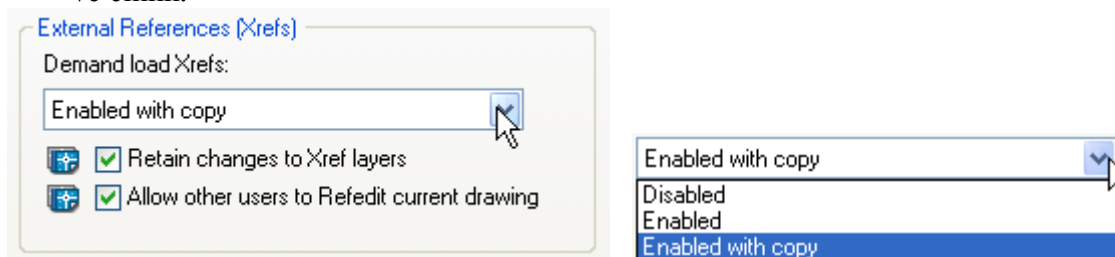 External References (Xrefs)
Demand load Xrefs:
Enabled with copy
Retain changes to Xref layers
Allow other users to Refedit current drawing
Enabled with copy
Disabled
Enabled
Enabled with copy